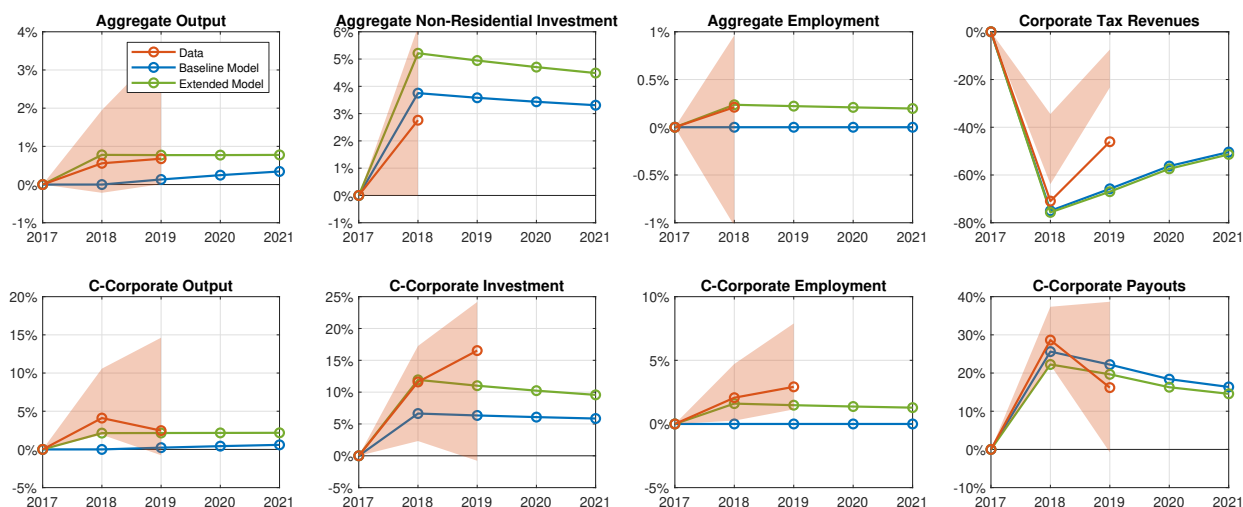 Aggregate Output
4%
3%
2%
1%
0%
-1%
2017 2018 2019 2020 2021
Data
Baseline Model
Extended Model
Aggregate Non-Residential Investment
6%
5%
4%
3%
2%
1%
0%
-1%
2017 2018 2019 2020 2021
Aggregate Employment
1%
0.5%
0%
-0.5%
-1%
2017 2018 2019 2020 2021
Corporate Tax Revenues
0%
-20%
-40%
-60%
-80%
2017 2018 2019 2020 2021
C-Corporate Output
20%
15%
10%
5%
0%
-5%
2017 2018 2019 2020 2021
C-Corporate Investment
25%
20%
15%
10%
5%
0%
-5%
2017 2018 2019 2020 2021
C-Corporate Employment
10%
5%
0%
-5%
2017 2018 2019 2020 2021
C-Corporate Payouts
40%
30%
20%
10%
0%
-10%
2017 2018 2019 2020 2021